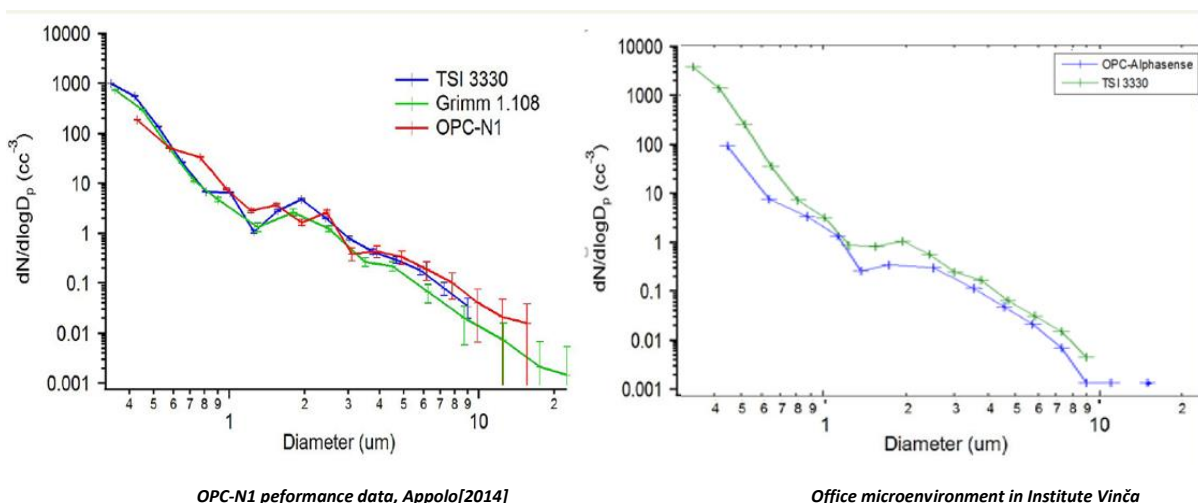 10000
1000
100
10
1
0.1
0.01
0.001
dN/dlogDp (cc-3)
TSI 3330
Grimm 1.108
OPC-N1
4 5 6 7 8 9 2 3 4 5 6 7 8 9 2
1 10
Diameter (um)
OPC-N1 peformance data, Appolo[2014]
10000
1000
100
10
1
0.1
0.01
0.001
dN/dlogDp (cc-3)
OPC-Alphasense
TSI 3330
4 5 6 7 8 9 2 3 4 5 6 7 8 9 2
1 10
Diameter (um)
Office microenvironment in Institute Vinča